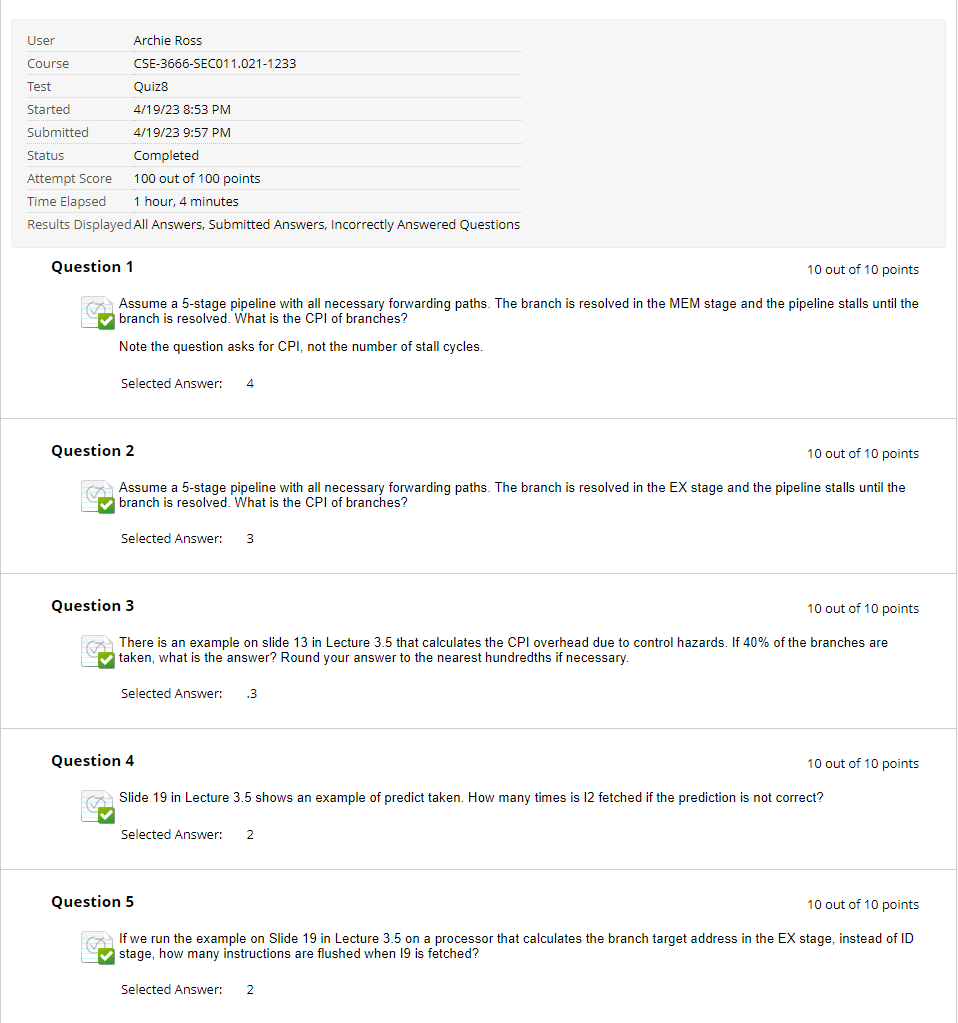 User Archie Ross
Course CSE-3666-SEC011.021-1233
Test Quiz8
Started 4/19/23 8:53 PM
Submitted 4/19/23 9:57 PM
Status Completed
Attempt Score 100 out of 100 points
Time Elapsed 1 hour, 4 minutes
Results Displayed All Answers, Submitted Answers, Incorrectly Answered Questions
Question 1 10 out of 10 points
Assume a 5-stage pipeline with all necessary forwarding paths. The branch is resolved in the MEM stage and the pipeline stalls until the
branch is resolved. What is the CPI of branches?
Note the question asks for CPI, not the number of stall cycles.
Selected Answer: 4
Question 2 10 out of 10 points
Assume a 5-stage pipeline with all necessary forwarding paths. The branch is resolved in the EX stage and the pipeline stalls until the
branch is resolved. What is the CPI of branches?
Selected Answer: 3
Question 3 10 out of 10 points
There is an example on slide 13 in Lecture 3.5 that calculates the CPI overhead due to control hazards. If 40% of the branches are
taken, what is the answer? Round your answer to the nearest hundredths if necessary.
Selected Answer: .3
Question 4 10 out of 10 points
Slide 19 in Lecture 3.5 shows an example of predict taken. How many times is I2 fetched if the prediction is not correct?
Selected Answer: 2
Question 5 10 out of 10 points
If we run the example on Slide 19 in Lecture 3.5 on a processor that calculates the branch target address in the EX stage, instead of ID
stage, how many instructions are flushed when I9 is fetched?
Selected Answer: 2